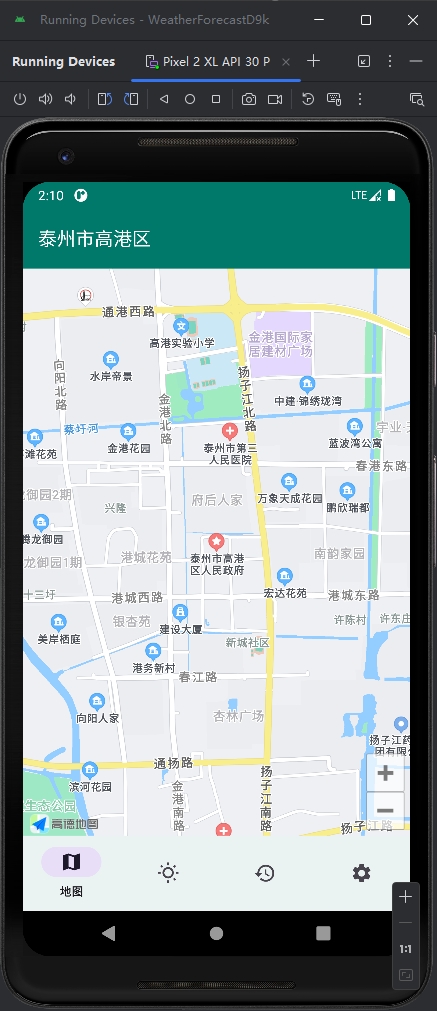 Running Devices - WeatherForecastD9k
Running Devices
Pixel 2 XL API 30 P
2:10
LTE
泰州市高港区
通港西路
高港实验小学
金港国际家
居建材广场
水岸帝景
向阳北路
扬子江北路
金港北路
中建·锦绣珑湾
蔡圩河
滩花苑
金港花园
泰州市第三
人民医院
蓝波湾公寓
宇业·天
春港东路
龙御园2期
兴隆
府后人家
万象天成花园
鹏欣瑞都
腾龙御园
龙御园1期
港城花苑
泰州市高港
区人民政府
南韵家园
宏达花苑
十三圩
港城西路
港城东路
银杏苑
建设大厦
许陈村
许东庄
美岸栖庭
新城社区
港务新村
春江路
向阳人家
杏林广场
扬子江药
团有限公
通扬路
滨河花园
金港南路
扬子江南路
生态公园
高德地图
扬子江路
地图
1:1